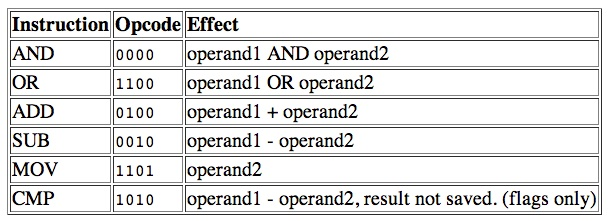 Instruction Opcode Effect
AND 0000 operand1 AND operand2
OR 1100 operand1 OR operand2
ADD 0100 operand1 + operand2
SUB 0010 operand1 - operand2
MOV 1101 operand2
CMP 1010 operand1 - operand2, result not saved. (flags only)